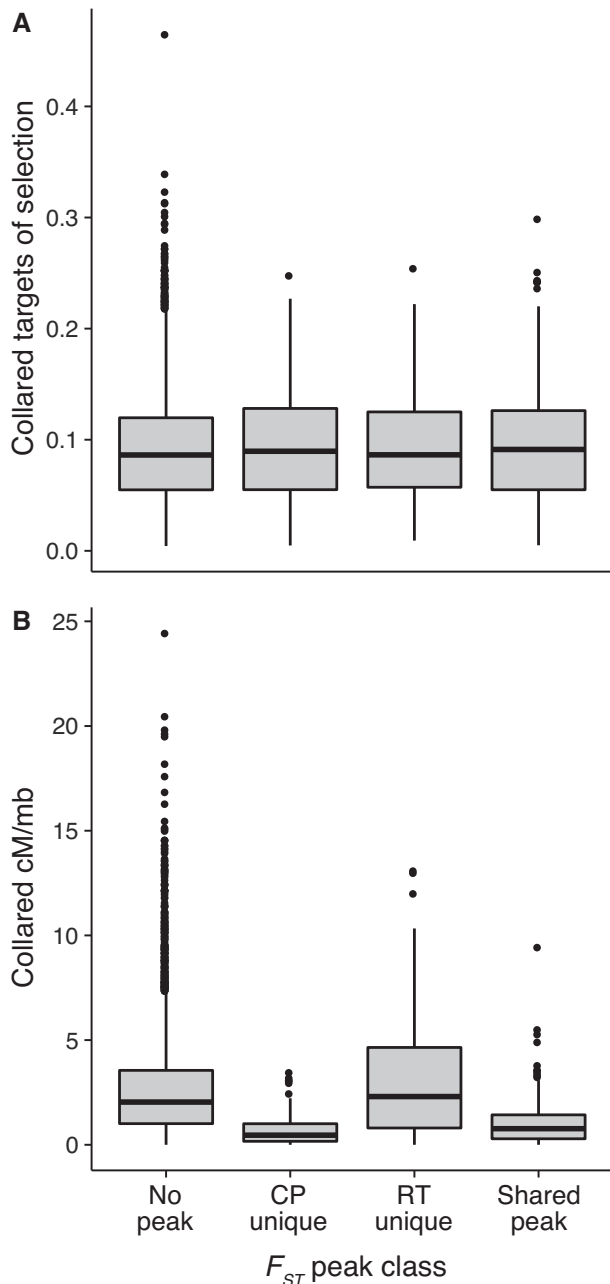 A
Collared targets of selection
0.4
0.3
0.2
0.1
0.0
B
Collared cM/mb
25
20
15
10
5
0
No peak
CP unique
RT unique
Shared peak
F_ST peak class